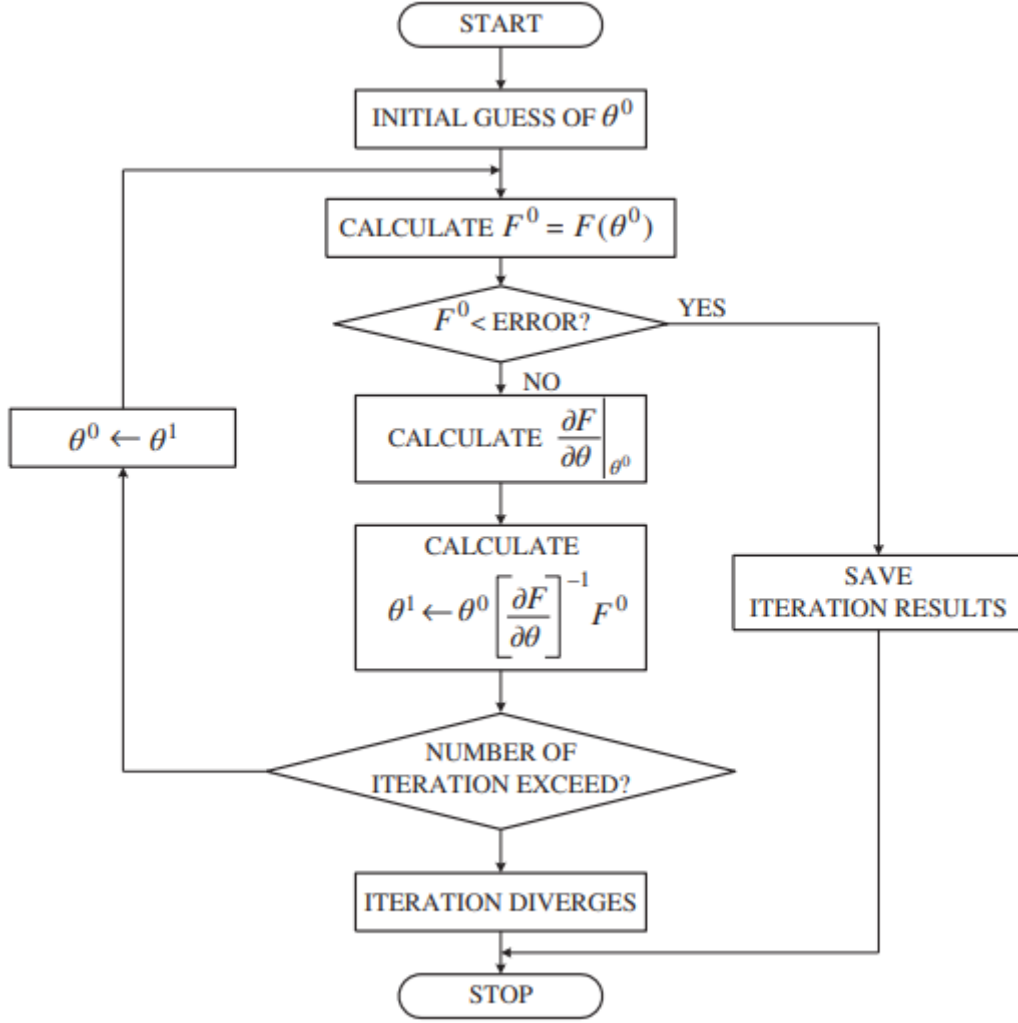 START
INITIAL GUESS OF θ⁰
CALCULATE F⁰ = F(θ⁰)
F⁰ < ERROR?
YES
NO
θ⁰ ← θ¹
CALCULATE ∂F/∂θ|θ⁰
CALCULATE
θ¹ ← θ⁰ [∂F/∂θ]⁻¹ F⁰
SAVE
ITERATION RESULTS
NUMBER OF
ITERATION EXCEED?
ITERATION DIVERGES
STOP